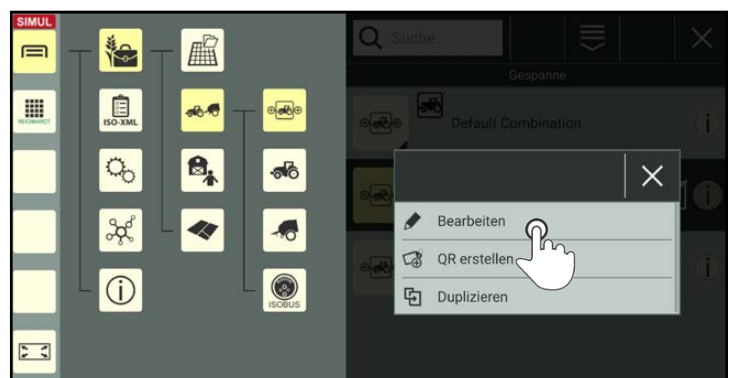 SIMUL
ISO-XML
REICHHARDT
ISOBUS
Suche
Gespanne
Default Combination
Bearbeiten
QR erstellen
Duplizieren